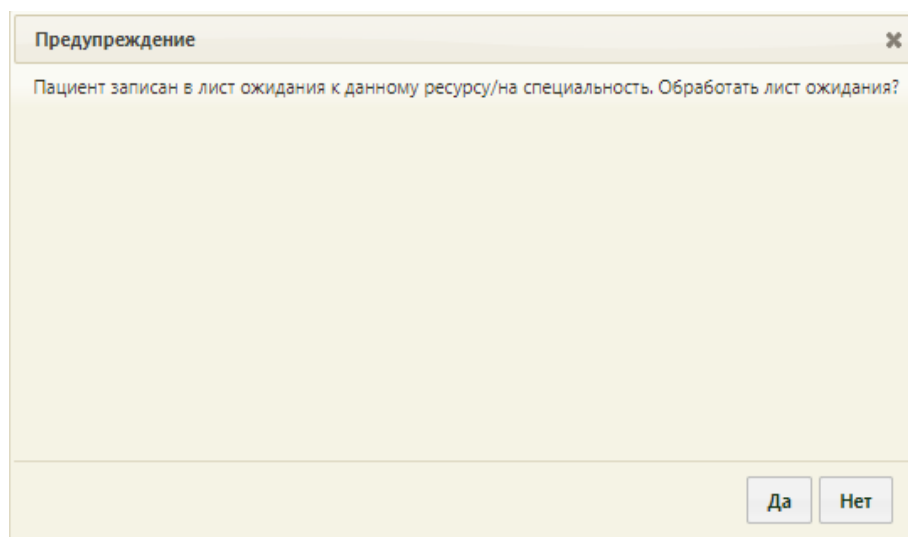 Предупреждение
Пациент записан в лист ожидания к данному ресурсу/на специальность. Обработать лист ожидания?
Да Нет